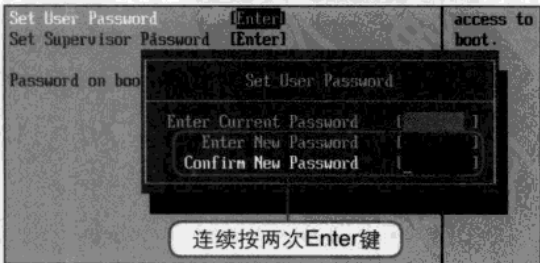 Set User Password [Enter] access to
Set Supervisor Password [Enter] boot.
Password on boo
Set User Password
Enter Current Password [ ]
Enter New Password [ ]
Confirm New Password [ ]
连续按两次Enter键